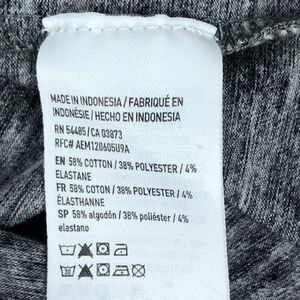 MADE IN INDONESIA / FABRIQUÉ EN
INDONÉSIE / HECHO EN INDONESIA
RN 54485 / CA 03873
RFC# AEM120605U9A
EN 58% COTTON / 38% POLYESTER / 4%
ELASTANE
FR 58% COTON / 38% POLYESTER / 4%
ÉLASTHANNE
SP 58% algodón / 38% poliéster / 4%
elastano